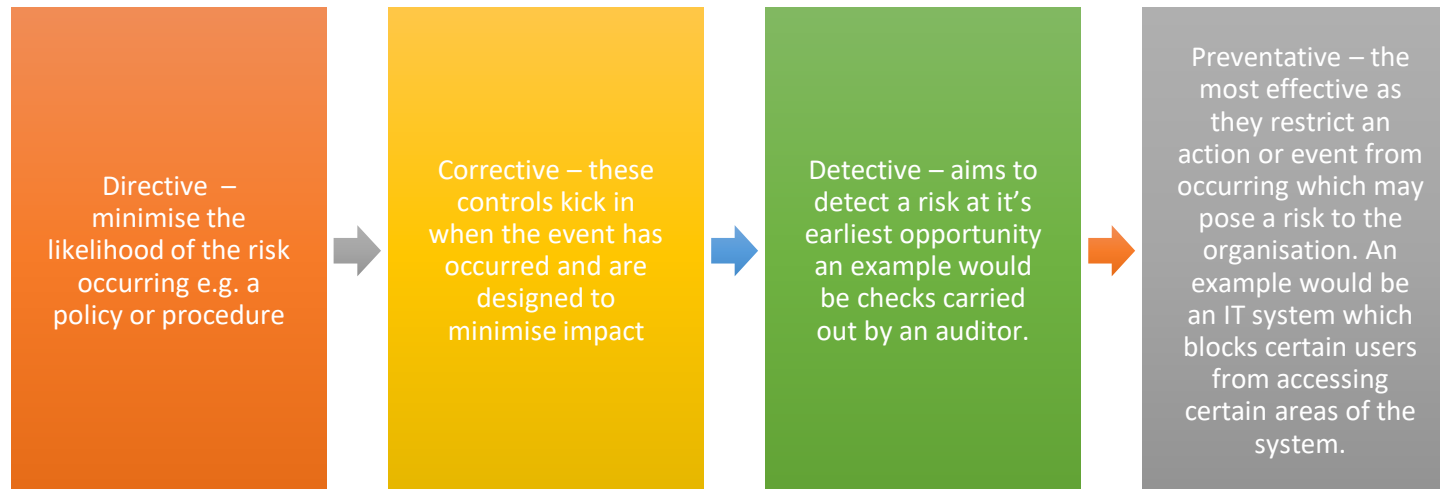 Directive  –
minimise the
likelihood of the risk
occurring e.g. a
policy or procedure
Corrective – these
controls kick in
when the event has
occurred and are
designed to
minimise impact
Detective – aims to
detect a risk at it’s
earliest opportunity
an example would
be checks carried
out by an auditor.
Preventative – the
most effective as
they restrict an
action or event from
occurring which may
pose a risk to the
organisation. An
example would be
an IT system which
blocks certain users
from accessing
certain areas of the
system.